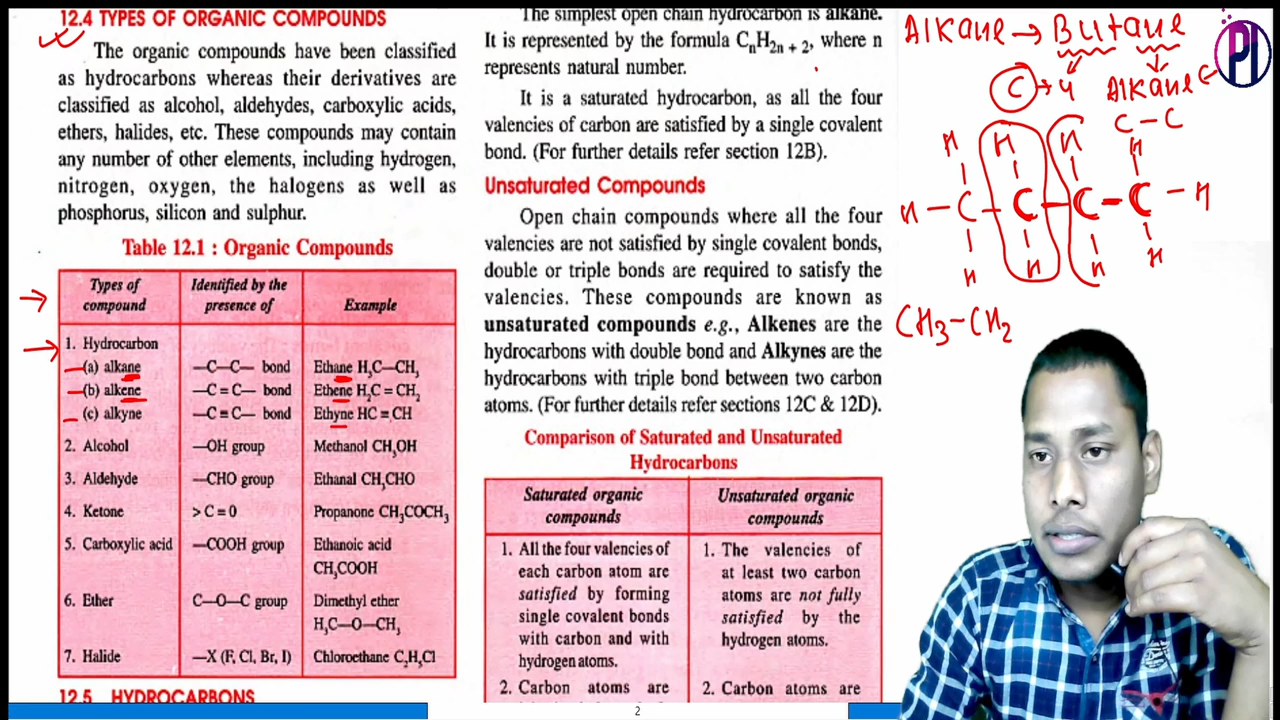 12.4 TYPES OF ORGANIC COMPOUNDS
The organic compounds have been classified
as hydrocarbons whereas their derivatives are
classified as alcohol, aldehydes, carboxylic acids,
ethers, halides, etc. These compounds may contain
any number of other elements, including hydrogen,
nitrogen, oxygen, the halogens as well as
phosphorus, silicon and sulphur.
Table 12.1 : Organic Compounds
Types of compound | Identified by the presence of | Example
1. Hydrocarbon
(a) alkane —C—C— bond Ethane H₃C—CH₃
(b) alkene —C = C— bond Ethene H₂C = CH₂
(c) alkyne —C ≡ C— bond Ethyne HC ≡ CH
2. Alcohol —OH group Methanol CH₃OH
3. Aldehyde —CHO group Ethanal CH₃CHO
4. Ketone > C = 0 Propanone CH₃COCH₃
5. Carboxylic acid —COOH group Ethanoic acid
CH₃COOH
6. Ether C—O—C group Dimethyl ether
H₃C—O—CH₃
7. Halide —X (F, Cl, Br, I) Chloroethane C₂H₅Cl
12.5 HYDROCARBONS
The simplest open chain hydrocarbon is alkane.
It is represented by the formula CₙH₂ₙ₊₂, where n
represents natural number.
It is a saturated hydrocarbon, as all the four
valencies of carbon are satisfied by a single covalent
bond. (For further details refer section 12B).
Unsaturated Compounds
Open chain compounds where all the four
valencies are not satisfied by single covalent bonds,
double or triple bonds are required to satisfy the
valencies. These compounds are known as
unsaturated compounds e.g., Alkenes are the
hydrocarbons with double bond and Alkynes are the
hydrocarbons with triple bond between two carbon
atoms. (For further details refer sections 12C & 12D).
Comparison of Saturated and Unsaturated
Hydrocarbons
Saturated organic compounds | Unsaturated organic compounds
1. All the four valencies of
each carbon atom are
satisfied by forming
single covalent bonds
with carbon and with
hydrogen atoms.
2. Carbon atoms are
1. The valencies of
at least two carbon
atoms are not fully
satisfied by the
hydrogen atoms.
2. Carbon atoms are
2
Alkane → Butane
C → 4 Alkane
C – C
H H H H
H – C – C – C – C – H
H H H H
CH₃–CH₂
PI